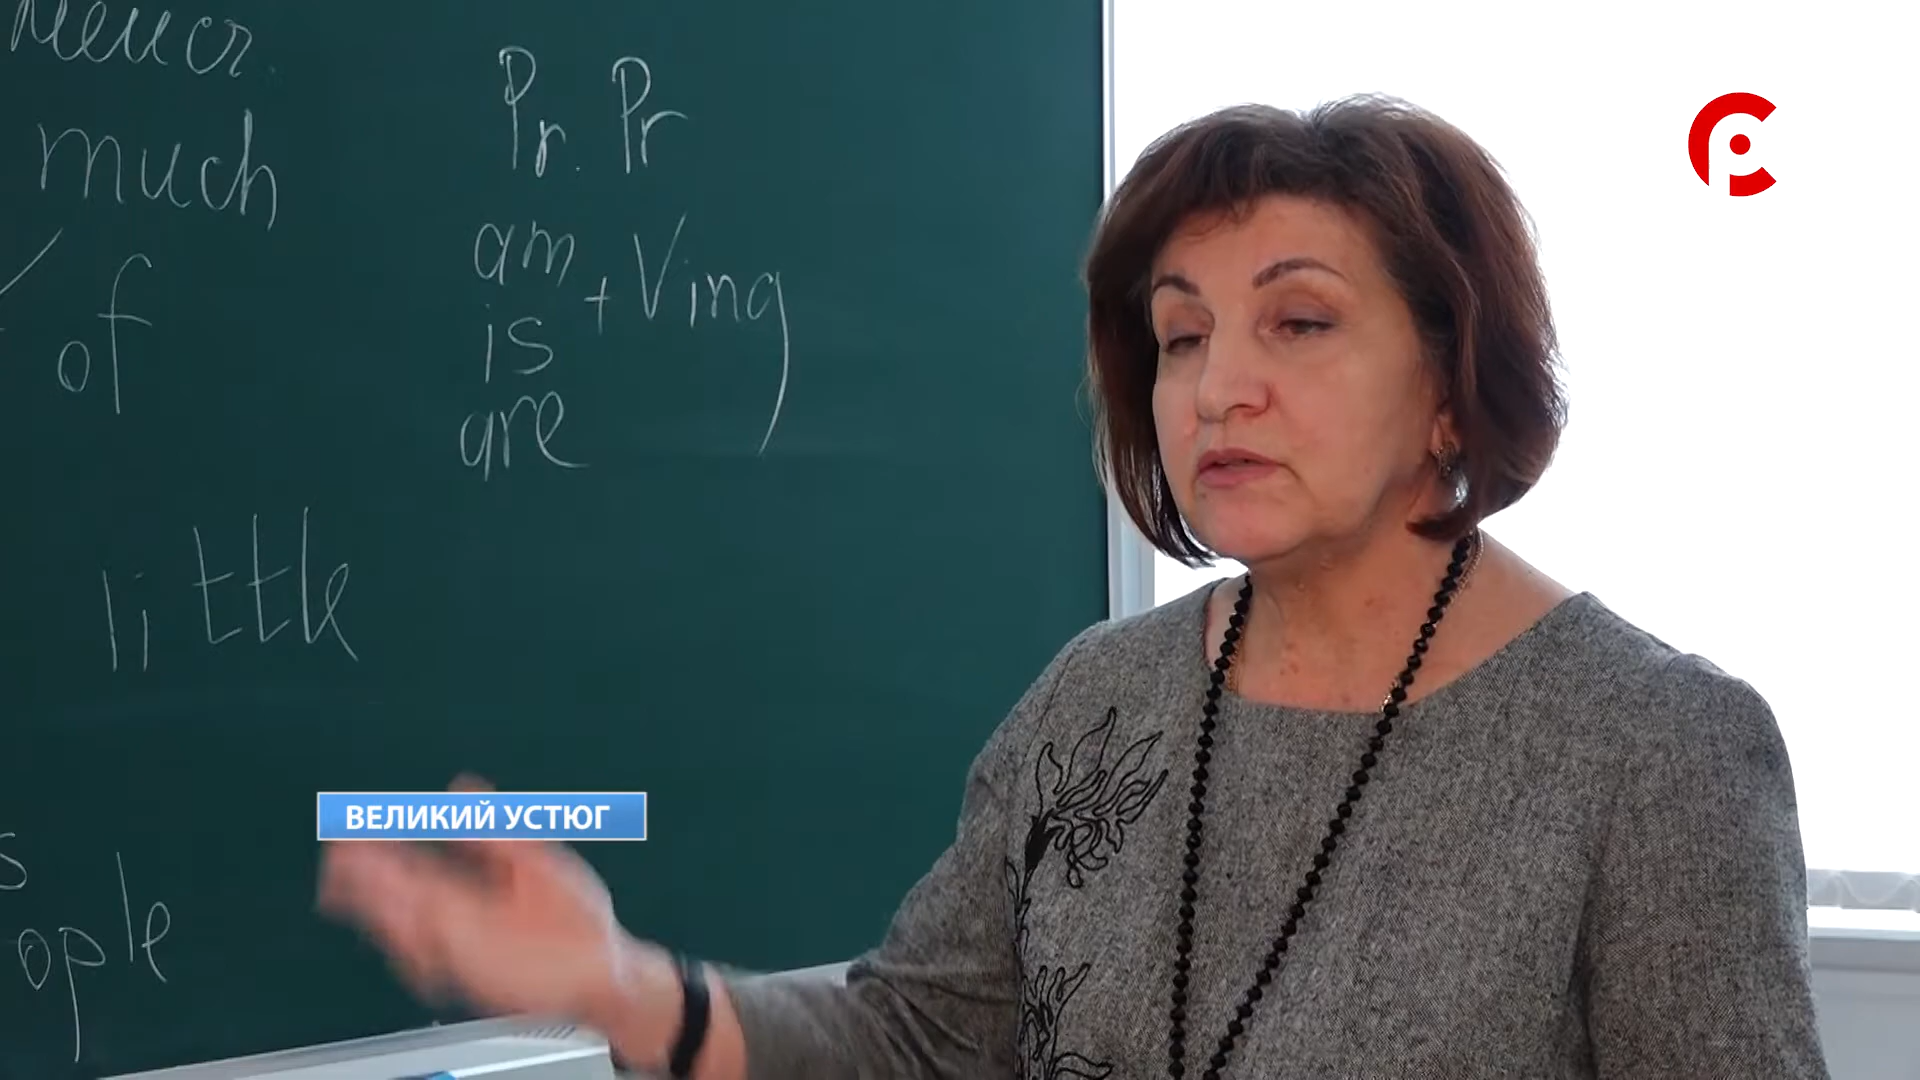 much
of
little
ople
Pr. Pr
am
is + Ving
are
ВЕЛИКИЙ УСТЮГ